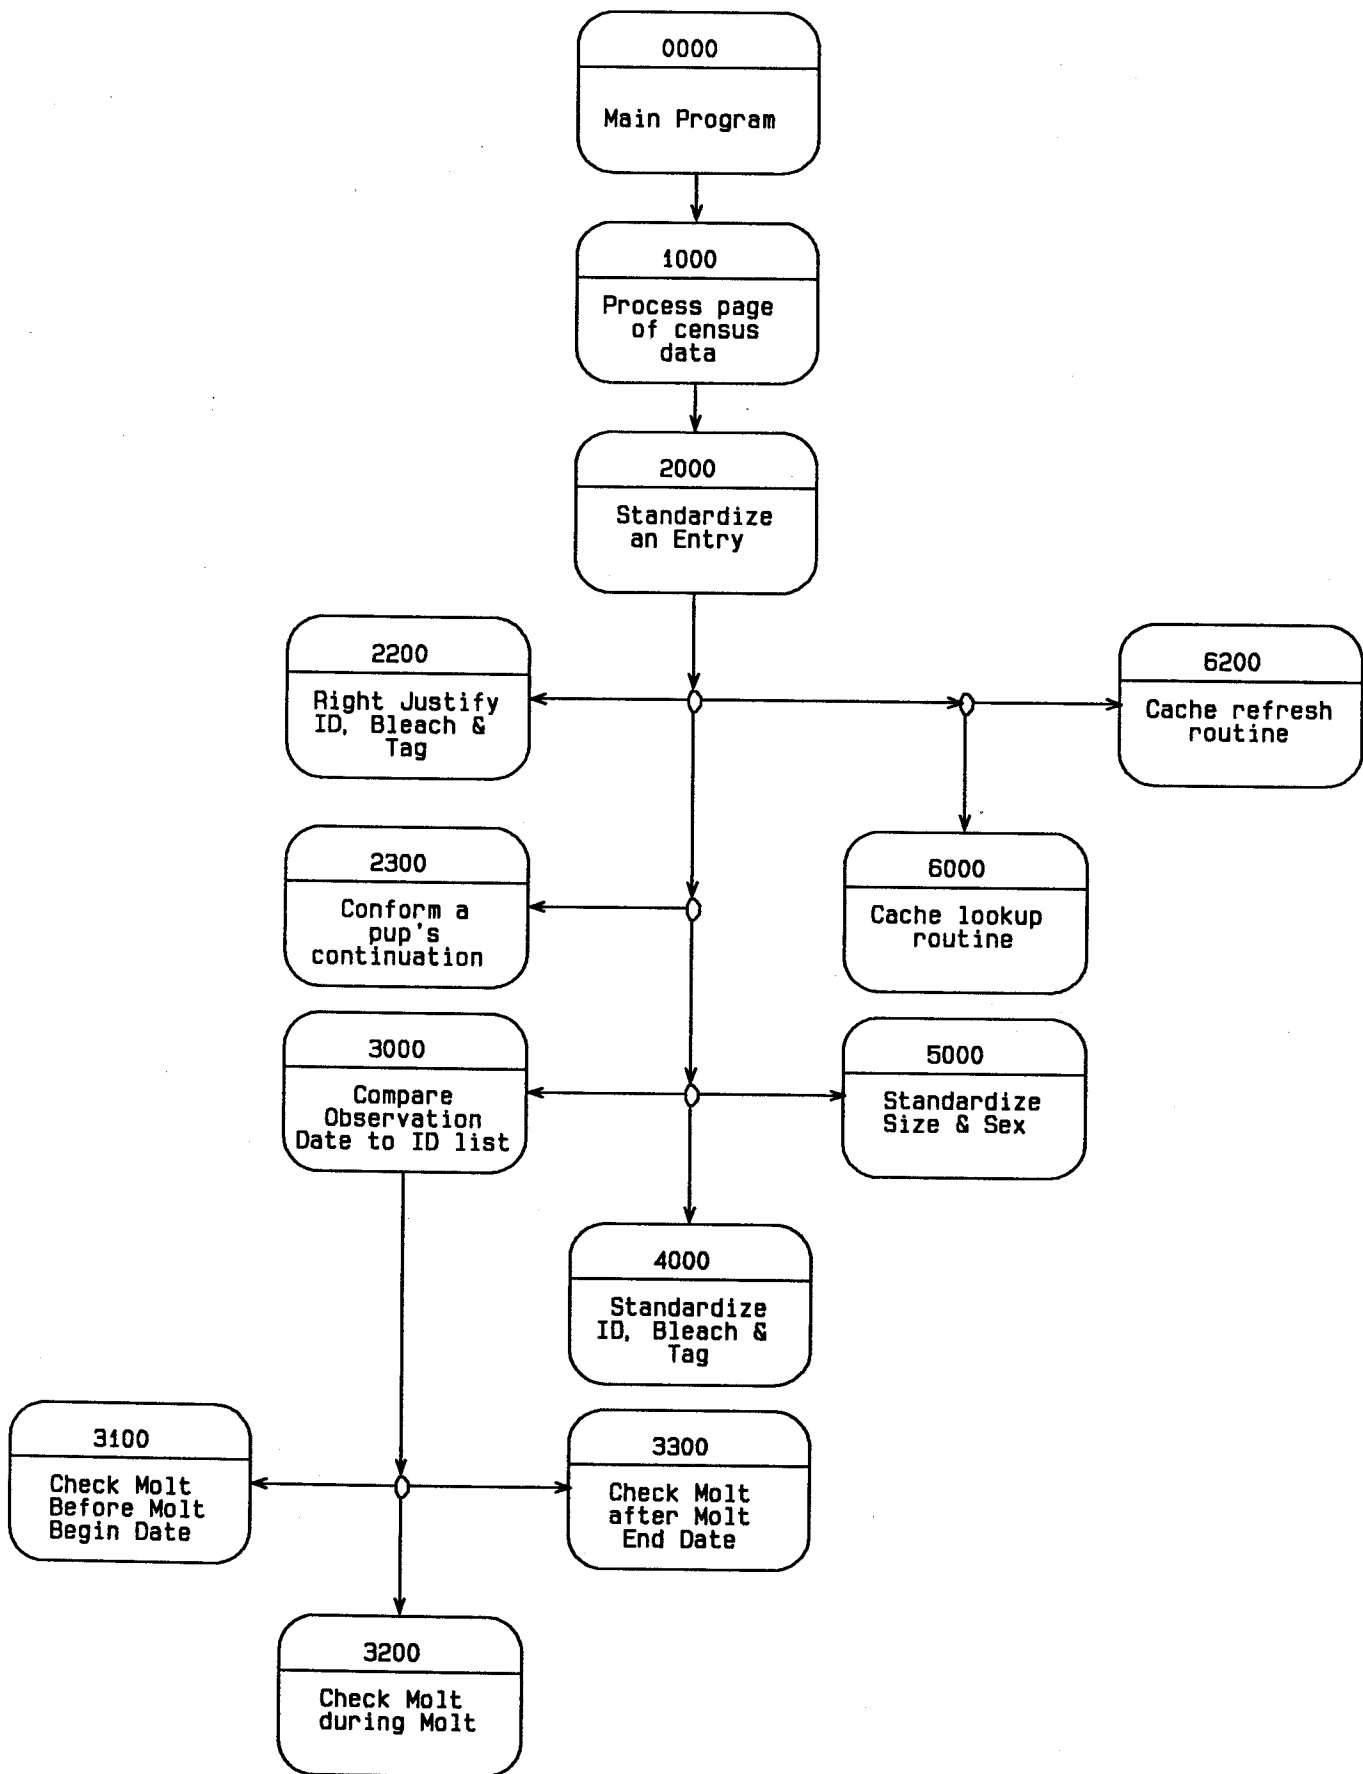 0000
Main Program
1000
Process page
of census
data
2000
Standardize
an Entry
2200
Right Justify
ID, Bleach &
Tag
6200
Cache refresh
routine
2300
Conform a
pup's
continuation
6000
Cache lookup
routine
3000
Compare
Observation
Date to ID list
5000
Standardize
Size & Sex
4000
Standardize
ID, Bleach &
Tag
3100
Check Molt
Before Molt
Begin Date
3300
Check Molt
after Molt
End Date
3200
Check Molt
during Molt